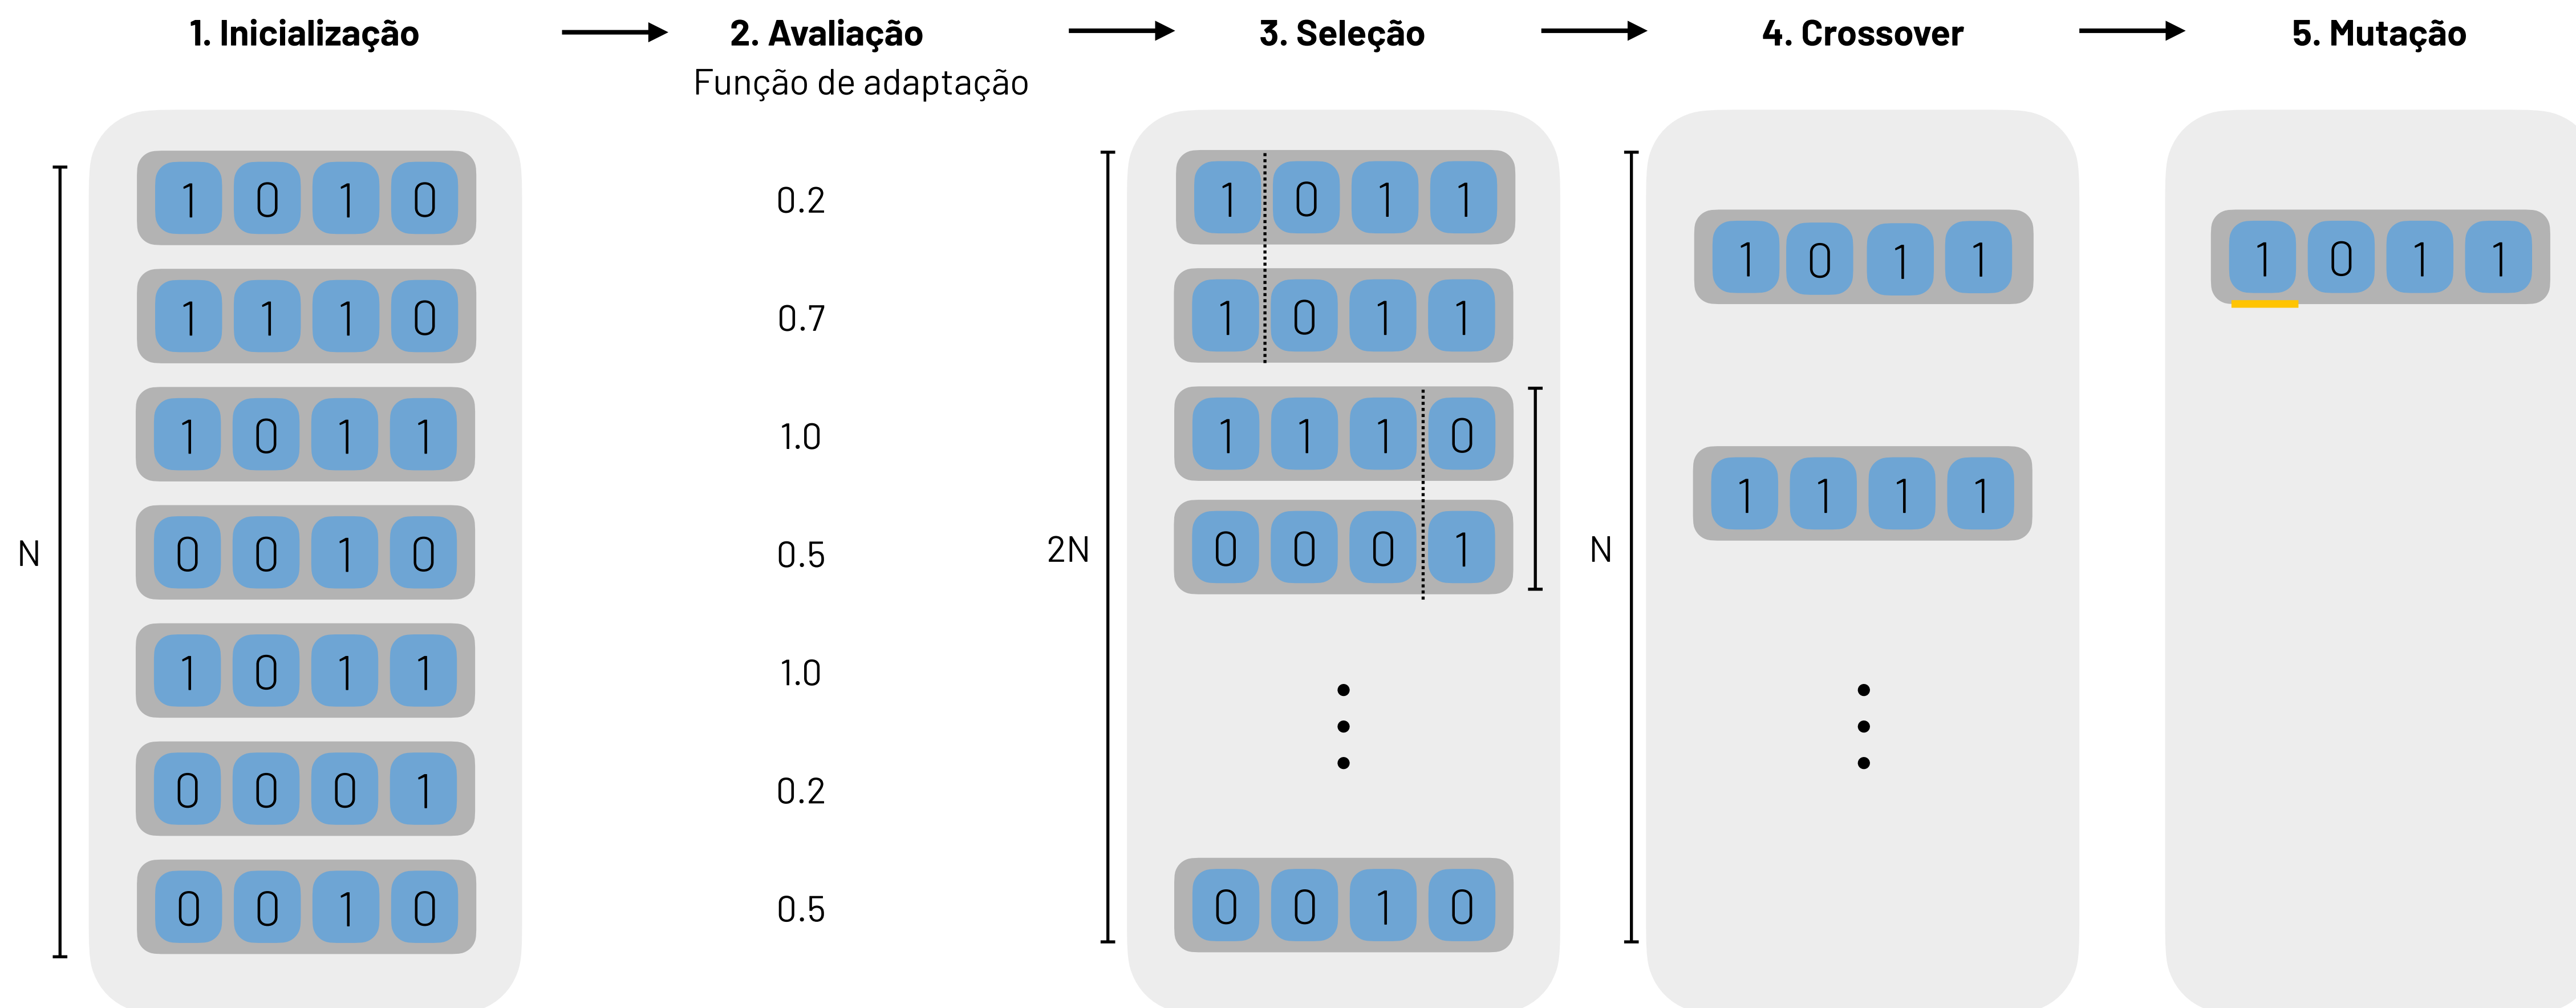 1. Inicialização
2. Avaliação
3. Seleção
4. Crossover
5. Mutação
Função de adaptação
1 0 1 0
0.2
1 0 1 1
1 0 1 1
1 0 1 1
1 1 1 0
0.7
1 0 1 1
1 0 1 1
1.0
1 1 1 0
1 1 1 1
N
0 0 1 0
0.5
2N
0 0 0 1
N
1 0 1 1
1.0
0 0 0 1
0.2
0 0 1 0
0.5
0 0 1 0